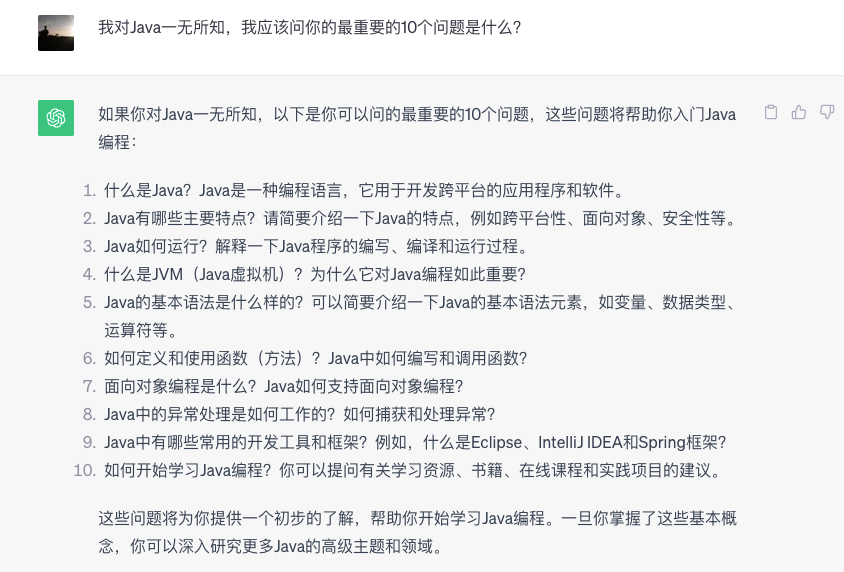 我对Java一无所知，我应该问你的最重要的10个问题是什么？
如果你对Java一无所知，以下是你可以问的最重要的10个问题，这些问题将帮助你入门Java
编程：
1. 什么是Java？Java是一种编程语言，它用于开发跨平台的应用程序和软件。
2. Java有哪些主要特点？请简要介绍一下Java的特点，例如跨平台性、面向对象、安全性等。
3. Java如何运行？解释一下Java程序的编写、编译和运行过程。
4. 什么是JVM（Java虚拟机）？为什么它对Java编程如此重要？
5. Java的基本语法是什么样的？可以简要介绍一下Java的基本语法元素，如变量、数据类型、
运算符等。
6. 如何定义和使用函数（方法）？Java中如何编写和调用函数？
7. 面向对象编程是什么？Java如何支持面向对象编程？
8. Java中的异常处理是如何工作的？如何捕获和处理异常？
9. Java中有哪些常用的开发工具和框架？例如，什么是Eclipse、IntelliJ IDEA和Spring框架？
10. 如何开始学习Java编程？你可以提问有关学习资源、书籍、在线课程和实践项目的建议。
这些问题将为你提供一个初步的了解，帮助你开始学习Java编程。一旦你掌握了这些基本概
念，你可以深入研究更多Java的高级主题和领域。